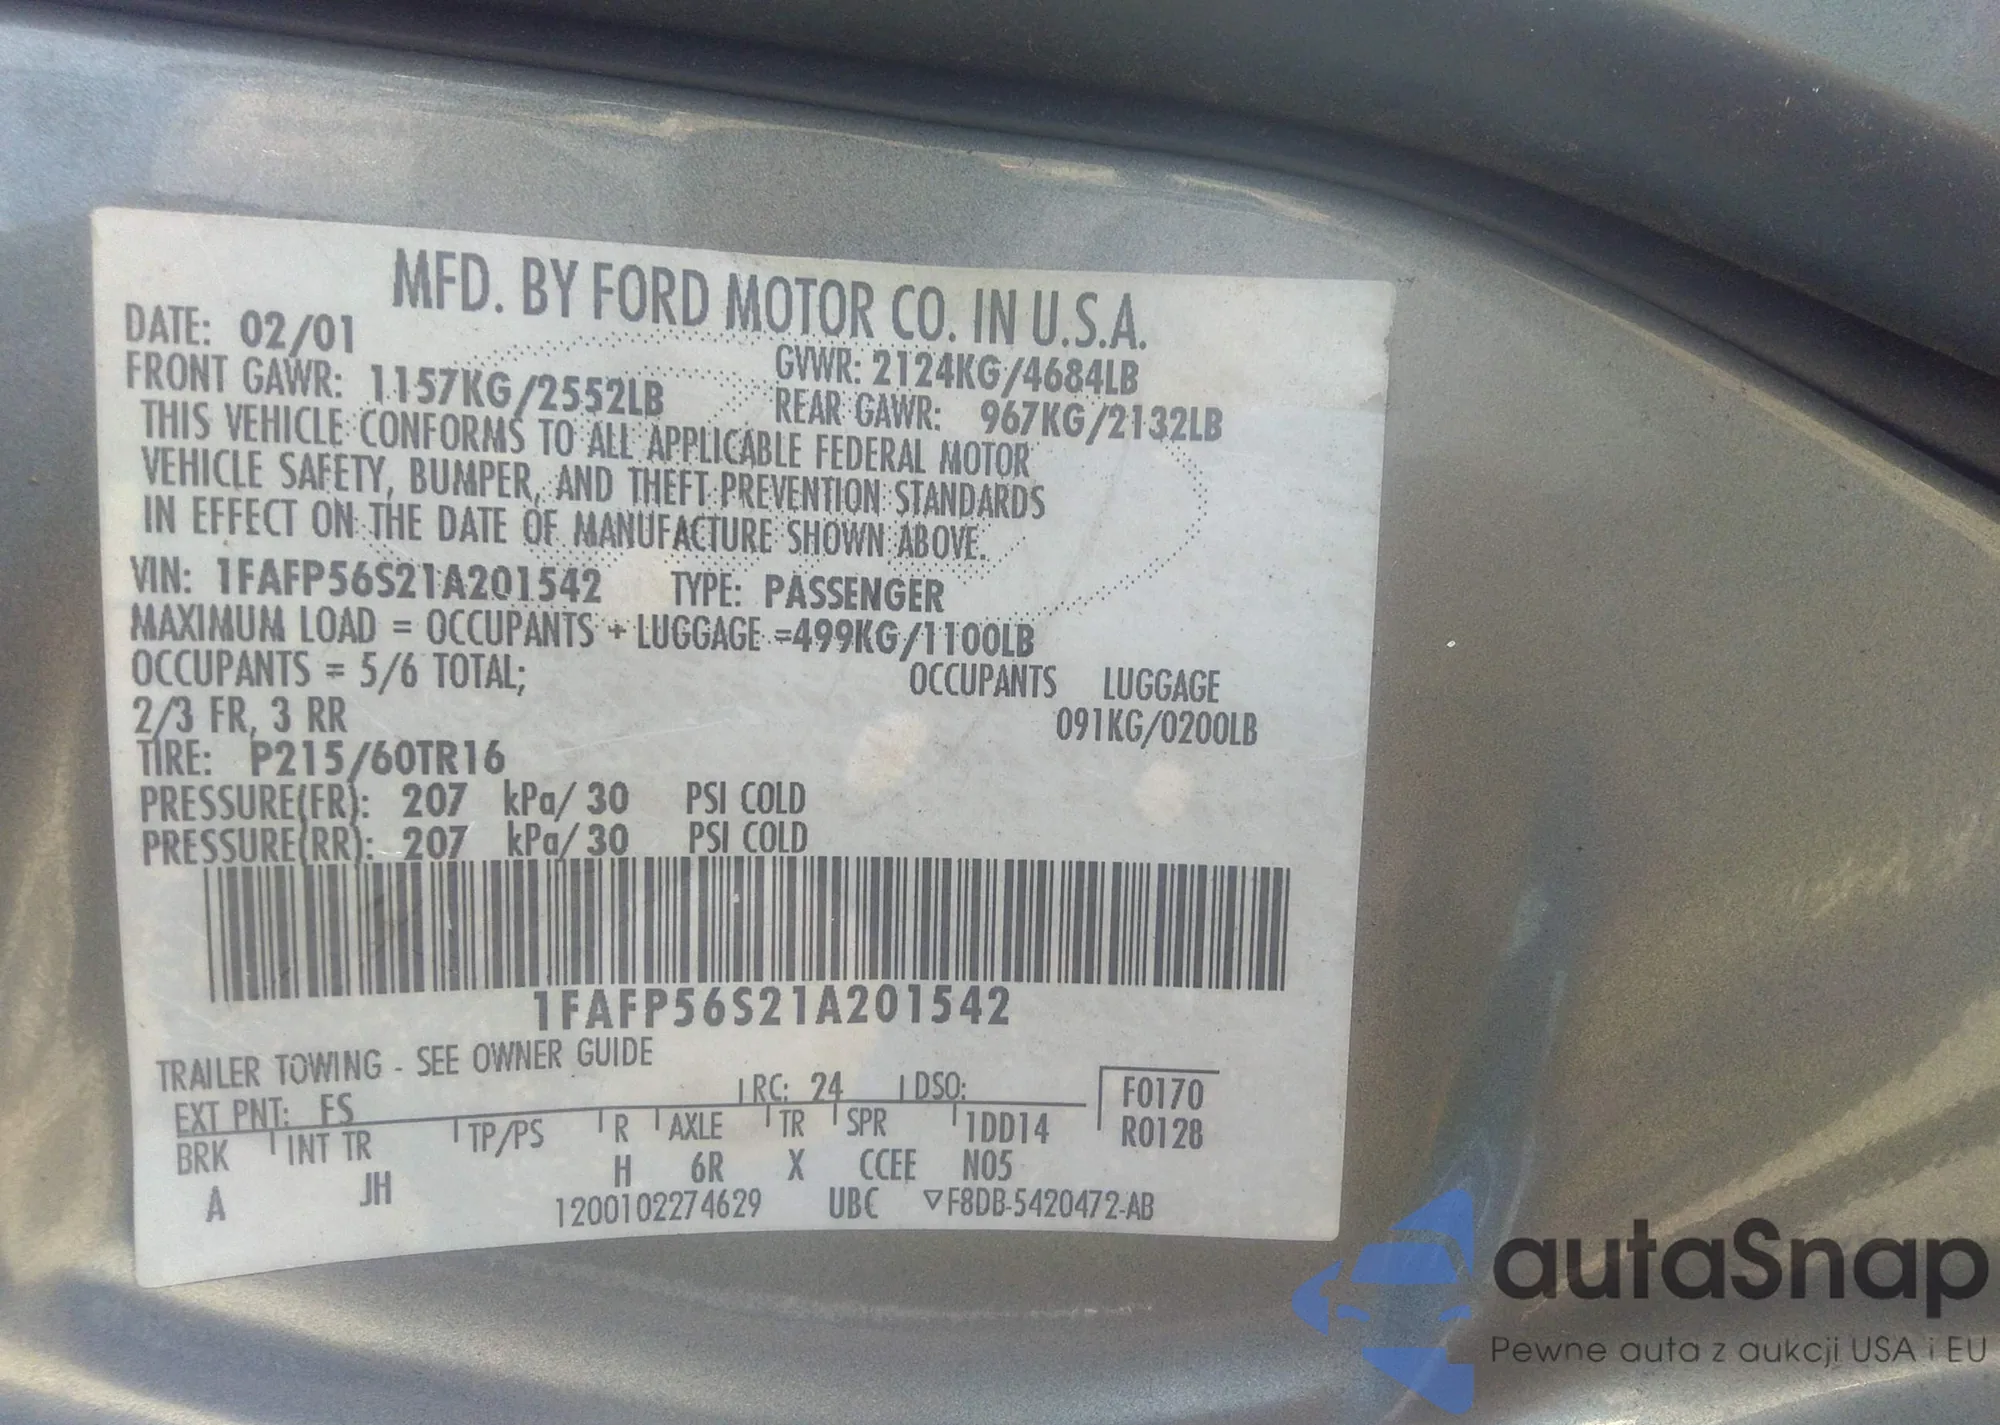 MFD. BY FORD MOTOR CO. IN U.S.A.
DATE: 02/01
GVWR: 2124KG/4684LB
FRONT GAWR: 1157KG/2552LB
REAR GAWR: 967KG/2132LB
THIS VEHICLE CONFORMS TO ALL APPLICABLE FEDERAL MOTOR
VEHICLE SAFETY, BUMPER, AND THEFT PREVENTION STANDARDS
IN EFFECT ON THE DATE OF MANUFACTURE SHOWN ABOVE.
VIN: 1FAFP56S21A201542 TYPE: PASSENGER
MAXIMUM LOAD = OCCUPANTS + LUGGAGE =499KG/1100LB
OCCUPANTS = 5/6 TOTAL; OCCUPANTS LUGGAGE
2/3 FR, 3 RR 091KG/0200LB
TIRE: P215/60TR16
PRESSURE(FR): 207 kPa/ 30 PSI COLD
PRESSURE(RR): 207 kPa/ 30 PSI COLD
1FAFP56S21A201542
TRAILER TOWING - SEE OWNER GUIDE
EXT PNT: FS RC: 24 DSO: F0170
BRK INT TR TP/PS R AXLE TR SPR 1DD14 R0128
A JH H 6R X CCEE N05
1200102274629 UBC ▽F8DB-5420472-AB
autaSnap
Pewne auta z aukcji USA i EU